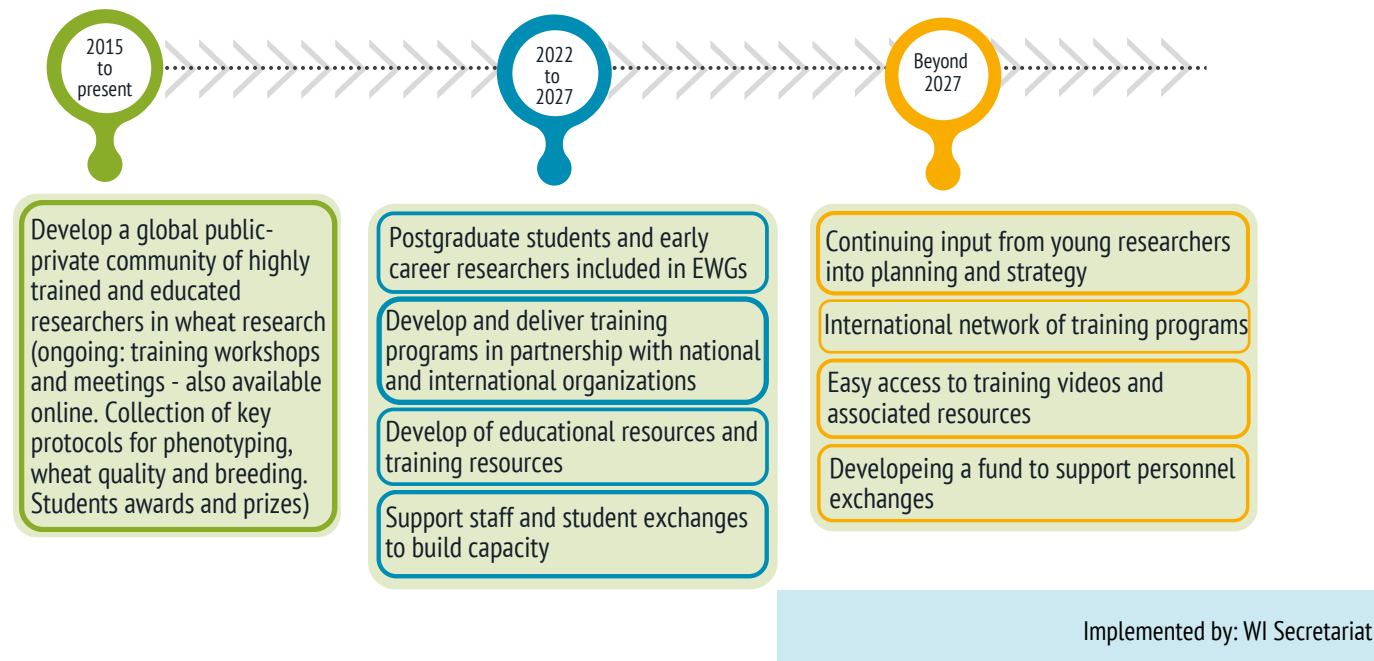 2015
to
present
2022
to
2027
Beyond
2027
Develop a global public-
private community of highly
trained and educated
researchers in wheat research
(ongoing: training workshops
and meetings - also available
online. Collection of key
protocols for phenotyping,
wheat quality and breeding.
Students awards and prizes)
Postgraduate students and early
career researchers included in EWGs
Develop and deliver training
programs in partnership with national
and international organizations
Develop of educational resources and
training resources
Support staff and student exchanges
to build capacity
Continuing input from young researchers
into planning and strategy
International network of training programs
Easy access to training videos and
associated resources
Developeing a fund to support personnel
exchanges
Implemented by: WI Secretariat